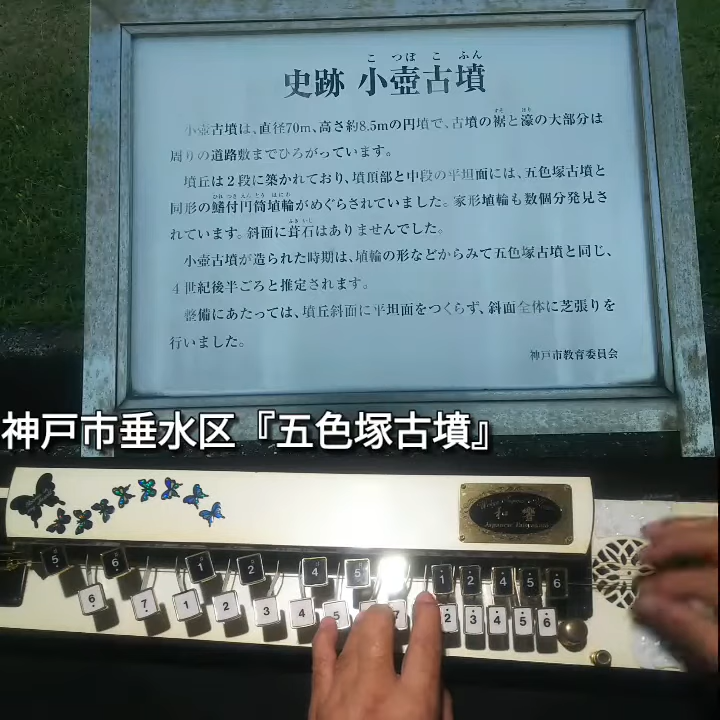 こつぼこふん
史跡 小壺古墳
小壺古墳は、直径70m、高さ約8.5mの円墳で、古墳の裾と濠の大部分は
周りの道路敷までひろがっています。
墳丘は２段に築かれており、墳頂部と中段の平坦面には、五色塚古墳と
同形の鰭付円筒埴輪がめぐらされていました。家形埴輪も数個分発見さ
れています。斜面に葺石はありませんでした。
小壺古墳が造られた時期は、埴輪の形などからみて五色塚古墳と同じ、
４世紀後半ごろと推定されます。
整備にあたっては、墳丘斜面に平坦面をつくらず、斜面全体に芝張りを
行いました。
神戸市教育委員会
神戸市垂水区『五色塚古墳』
和響
5 6 1 2 4 5 1 2 4 5 6
6 7 1 2 3 4 5 2 3 4 5 6